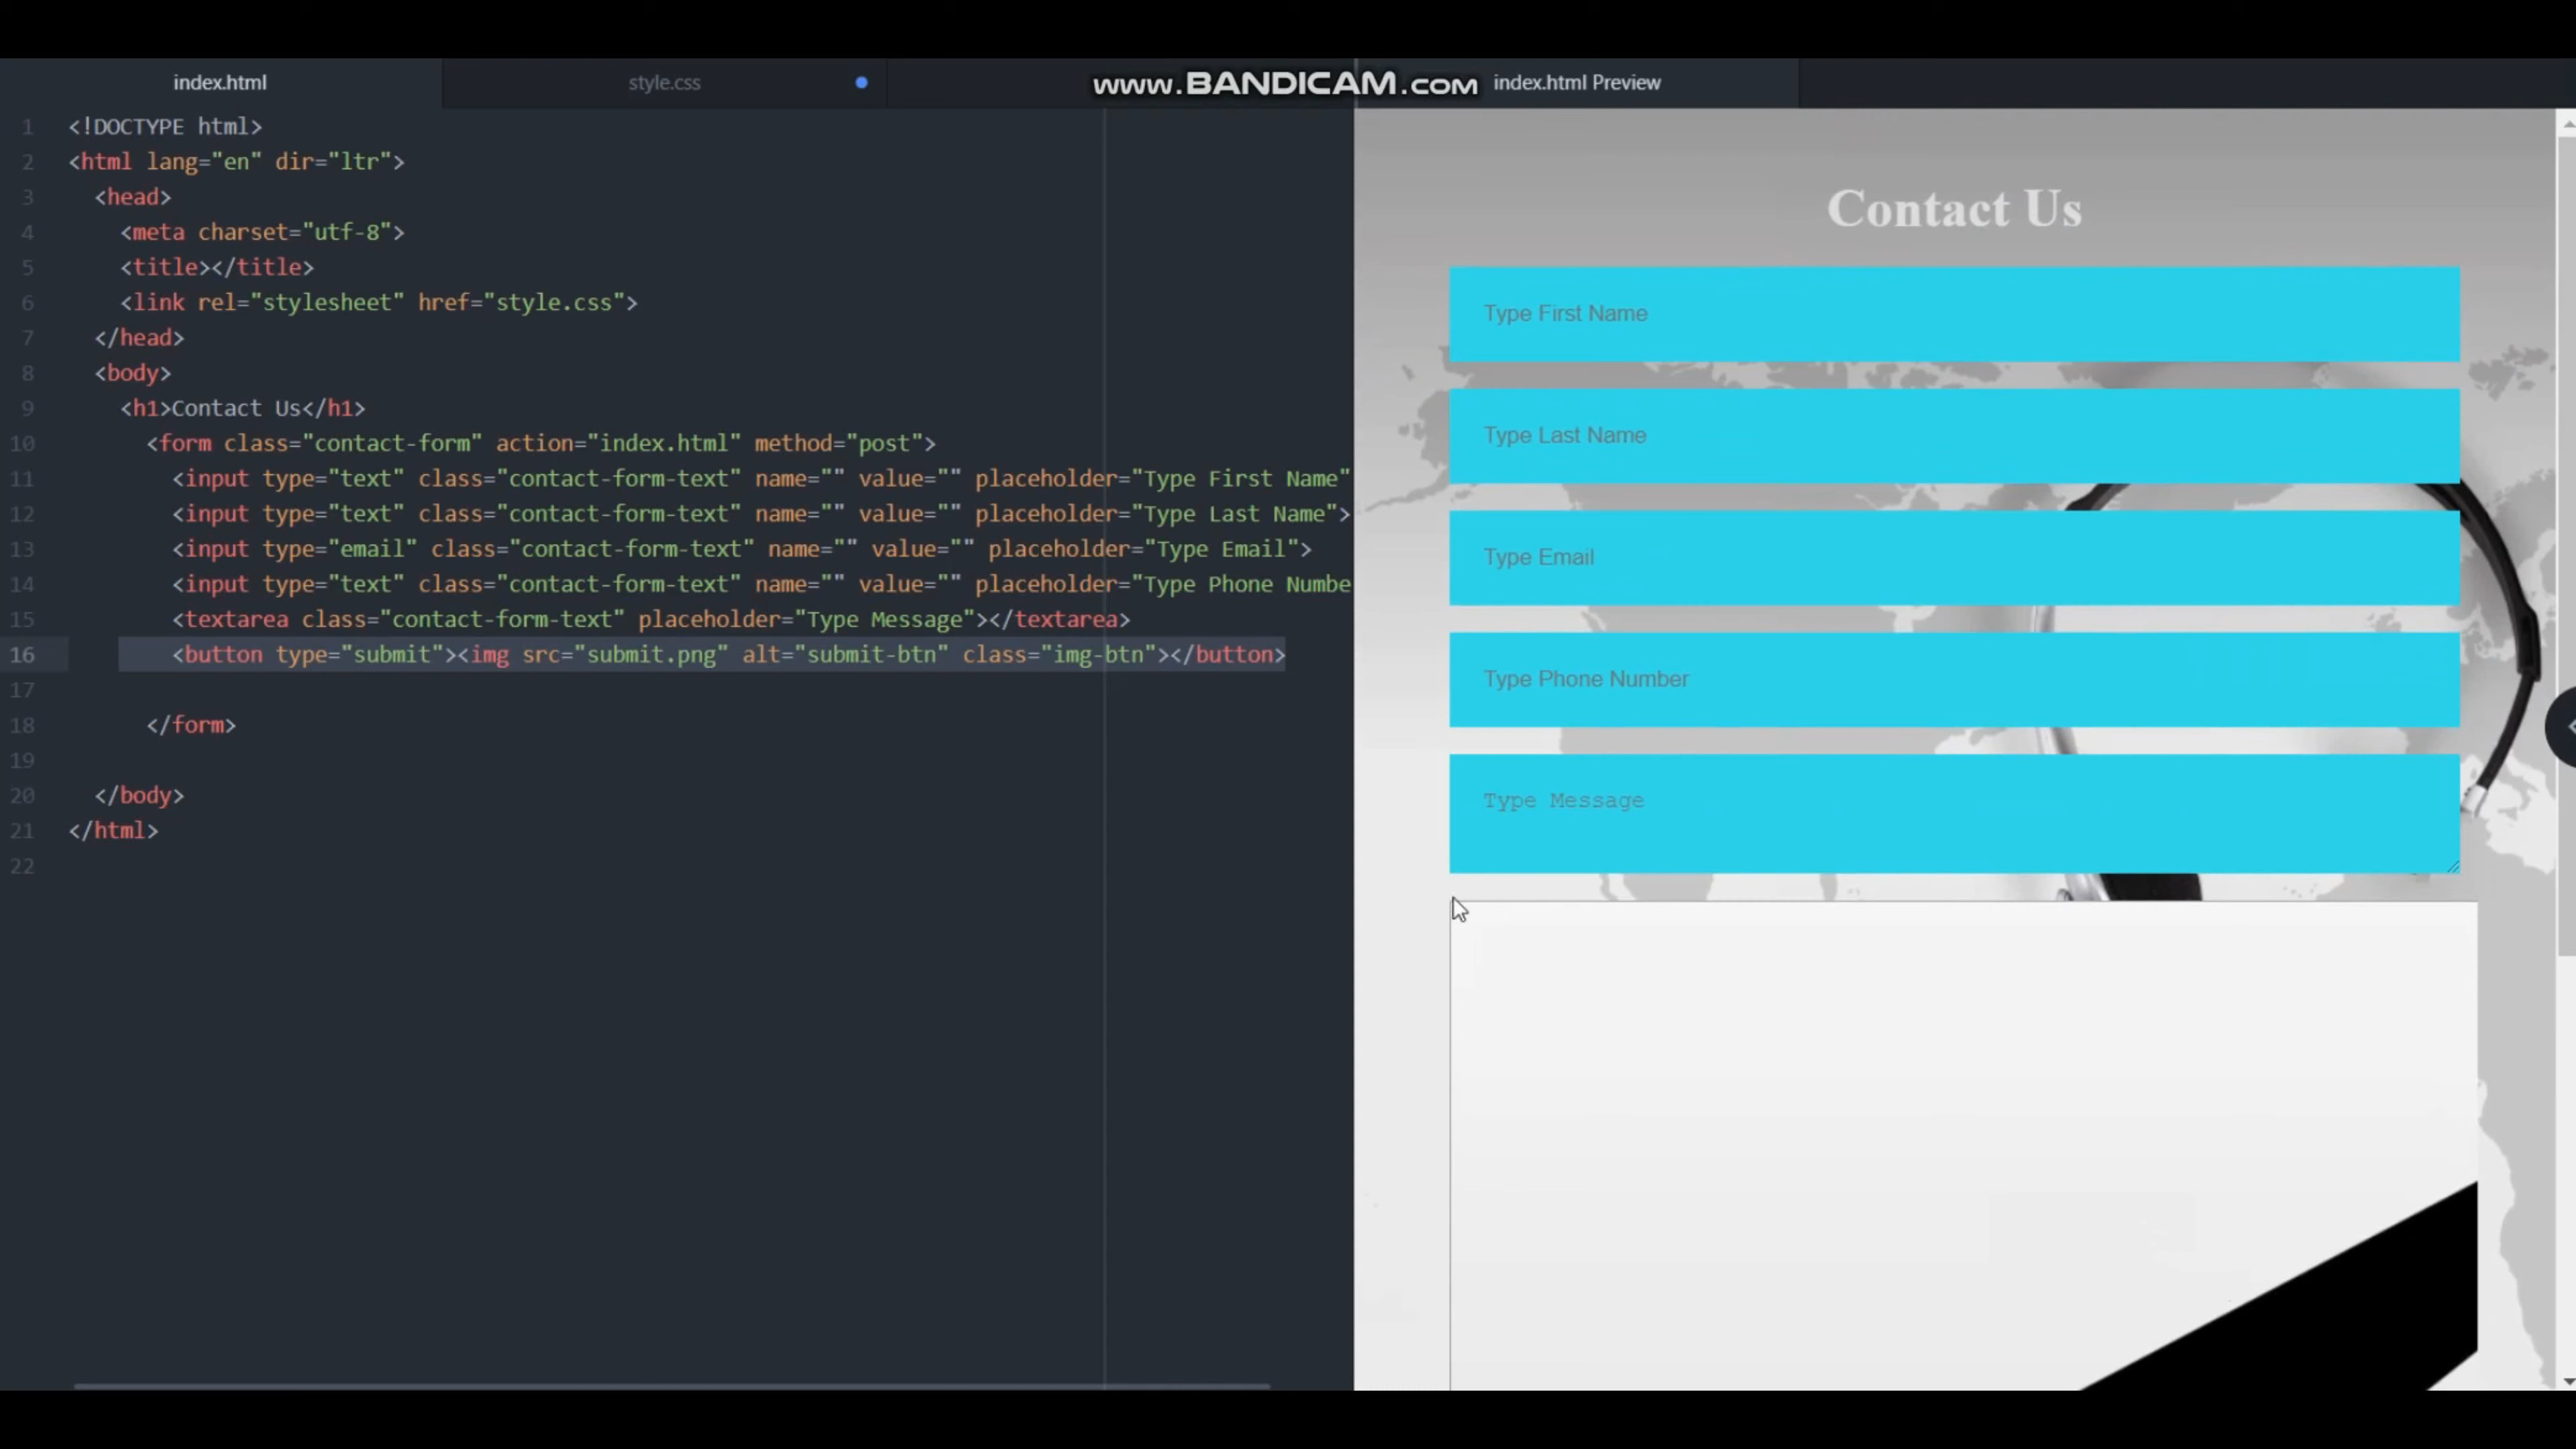 index.html
style.css
www.BANDICAM.com
index.html Preview
1 <!DOCTYPE html>
2 <html lang="en" dir="ltr">
3 <head>
4 <meta charset="utf-8">
5 <title></title>
6 <link rel="stylesheet" href="style.css">
7 </head>
8 <body>
9 <h1>Contact Us</h1>
10 <form class="contact-form" action="index.html" method="post">
11 <input type="text" class="contact-form-text" name="" value="" placeholder="Type First Name"
12 <input type="text" class="contact-form-text" name="" value="" placeholder="Type Last Name">
13 <input type="email" class="contact-form-text" name="" value="" placeholder="Type Email">
14 <input type="text" class="contact-form-text" name="" value="" placeholder="Type Phone Numbe
15 <textarea class="contact-form-text" placeholder="Type Message"></textarea>
16 <button type="submit"><img src="submit.png" alt="submit-btn" class="img-btn"></button>
17
18 </form>
19
20 </body>
21 </html>
22
Contact Us
Type First Name
Type Last Name
Type Email
Type Phone Number
Type Message